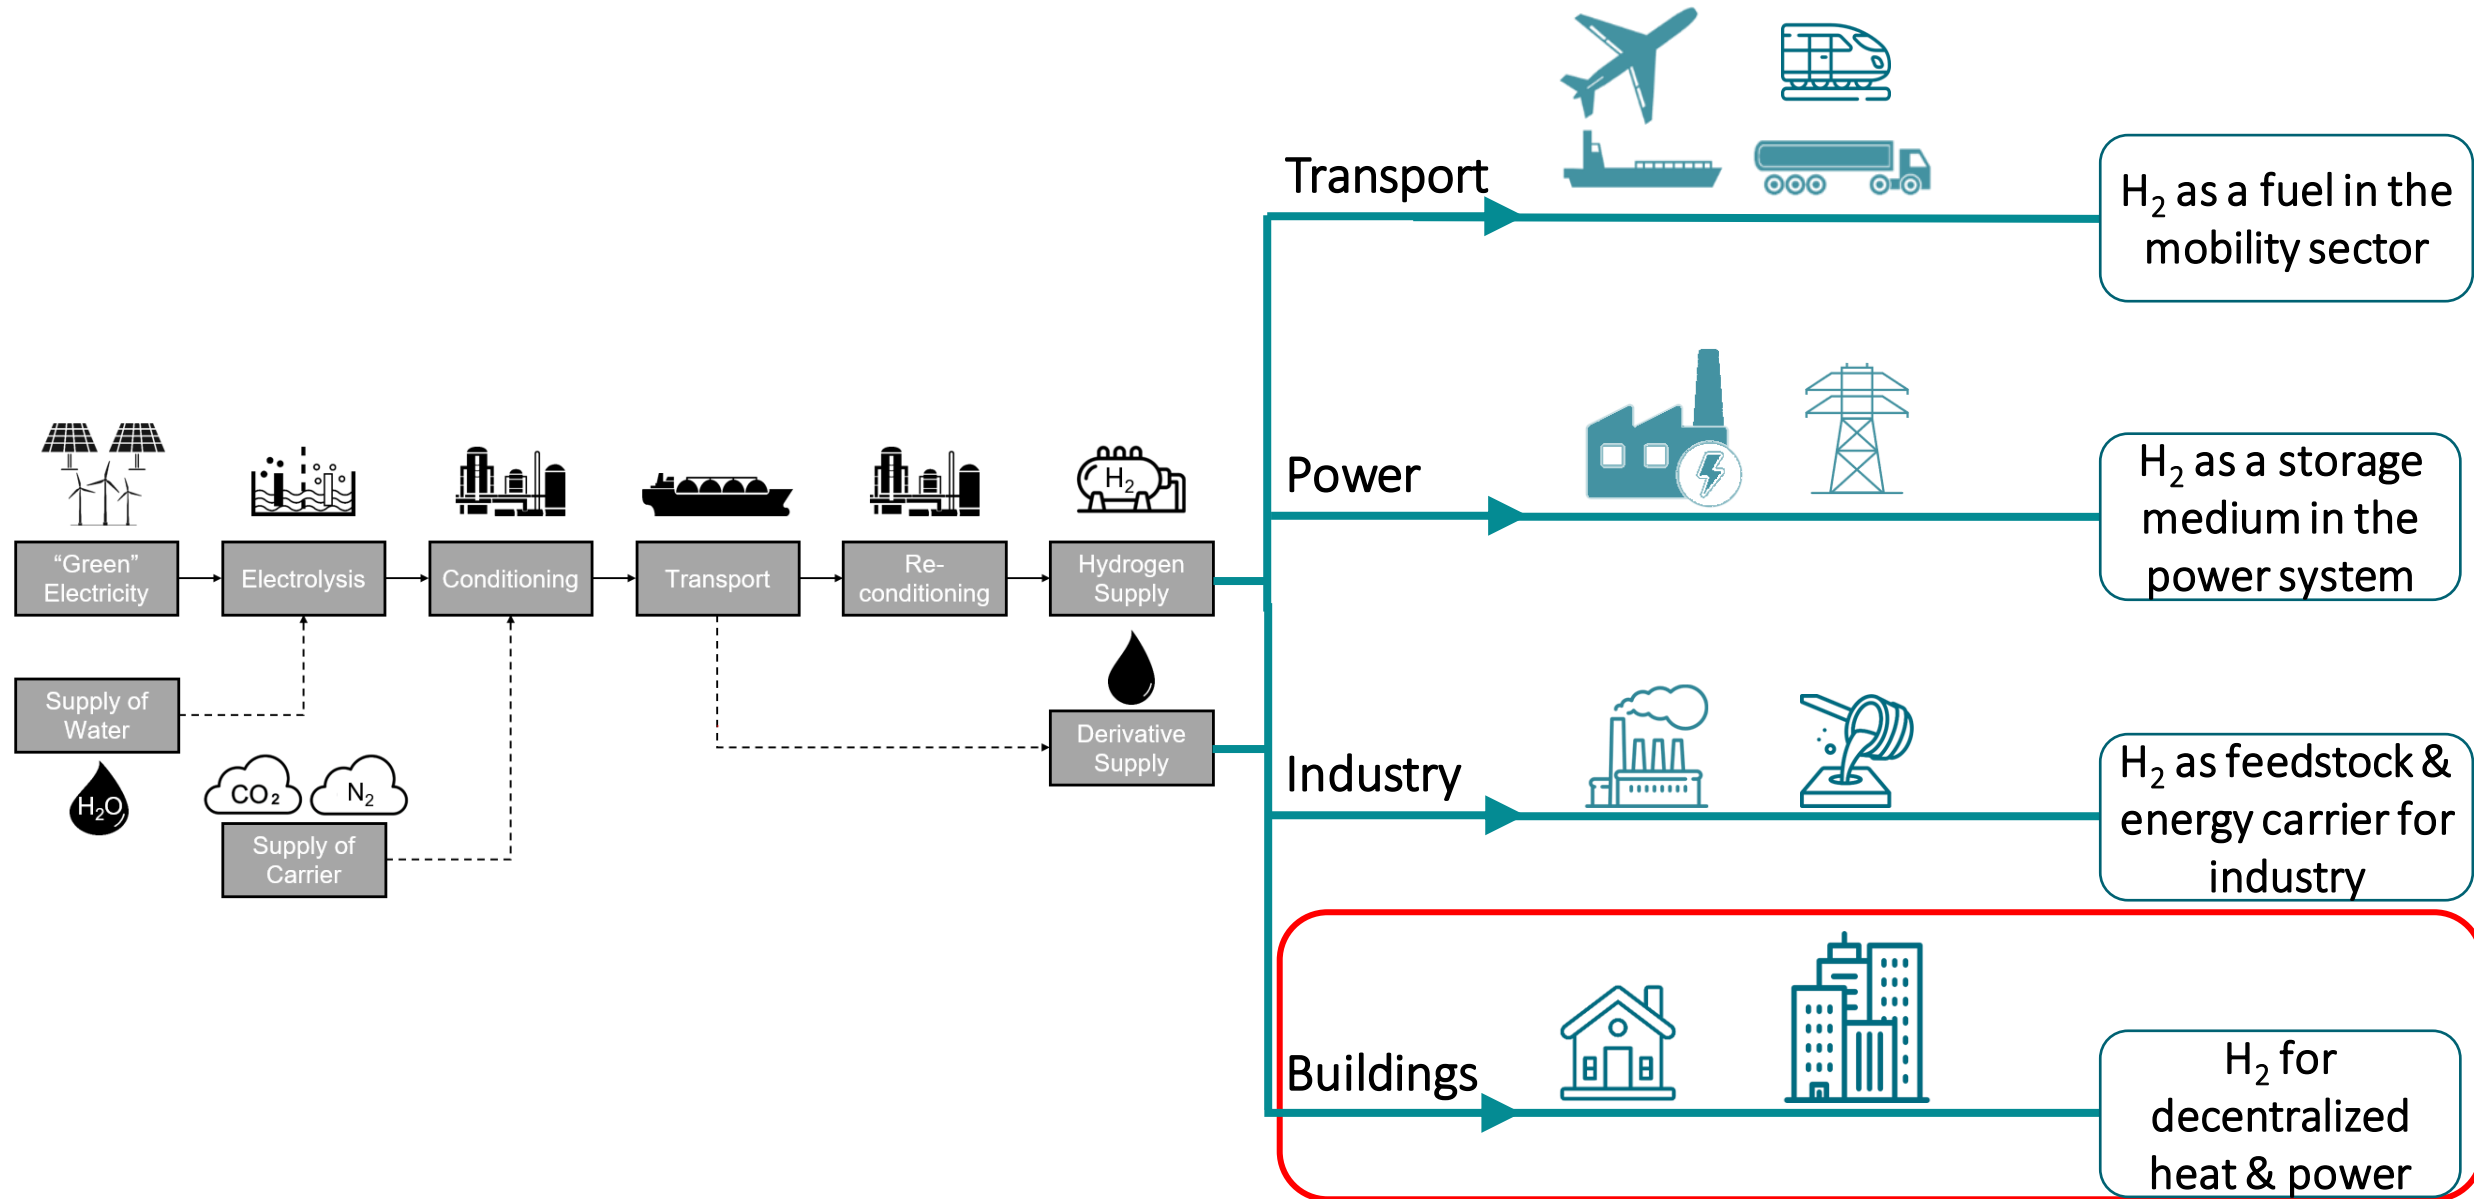 "Green"
Electricity
Electrolysis
Conditioning
Transport
Re-
conditioning
H₂
Hydrogen
Supply
Supply of
Water
H₂O
CO₂
N₂
Supply of
Carrier
Derivative
Supply
Transport
H₂ as a fuel in the
mobility sector
Power
H₂ as a storage
medium in the
power system
Industry
H₂ as feedstock &
energy carrier for
industry
Buildings
H₂ for
decentralized
heat & power